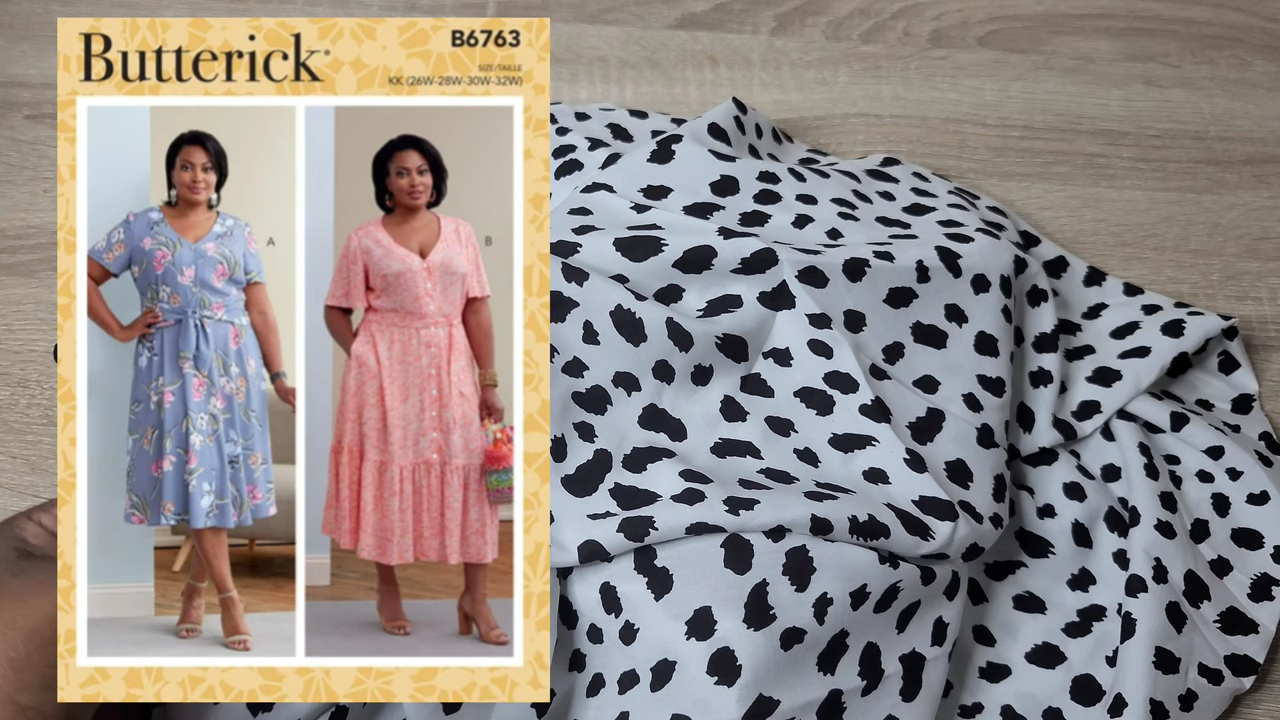 Butterick®
B6763
SIZE/TAILLE
KK (26W-28W-30W-32W)
A
B